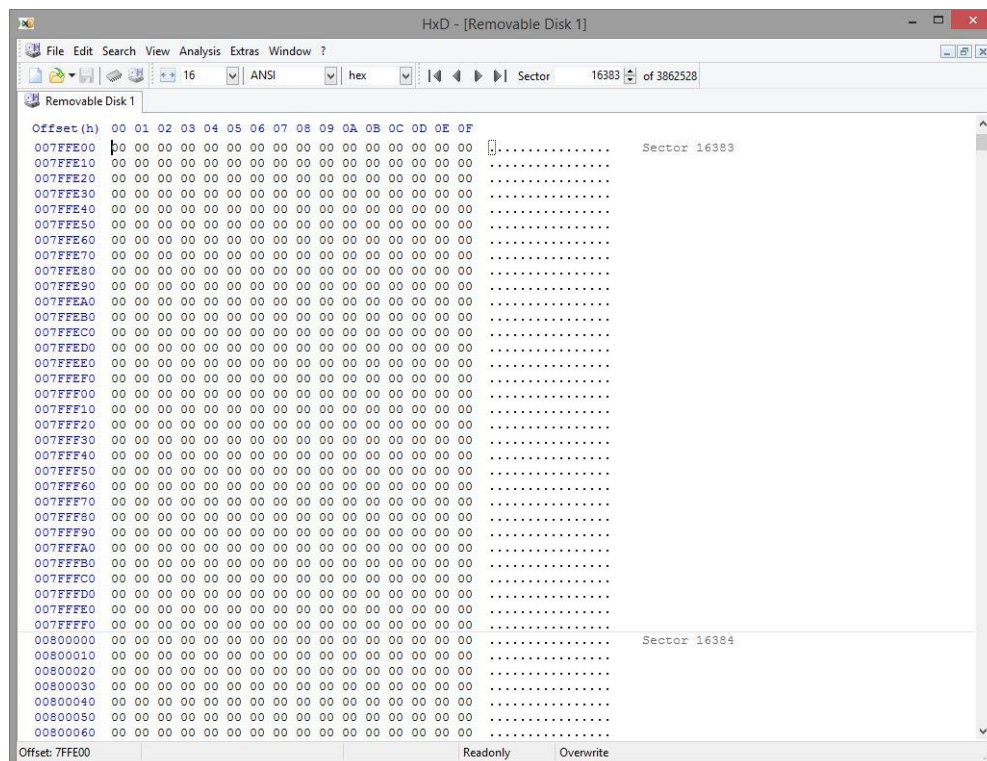 HxD - [Removable Disk 1]
File Edit Search View Analysis Extras Window ?
16 ANSI hex Sector 16383 of 3862528
Removable Disk 1
Offset(h) 00 01 02 03 04 05 06 07 08 09 0A 0B 0C 0D 0E 0F
007FFE00 00 00 00 00 00 00 00 00 00 00 00 00 00 00 00 00 ................ Sector 16383
007FFE10 00 00 00 00 00 00 00 00 00 00 00 00 00 00 00 00 ................
007FFE20 00 00 00 00 00 00 00 00 00 00 00 00 00 00 00 00 ................
007FFE30 00 00 00 00 00 00 00 00 00 00 00 00 00 00 00 00 ................
007FFE40 00 00 00 00 00 00 00 00 00 00 00 00 00 00 00 00 ................
007FFE50 00 00 00 00 00 00 00 00 00 00 00 00 00 00 00 00 ................
007FFE60 00 00 00 00 00 00 00 00 00 00 00 00 00 00 00 00 ................
007FFE70 00 00 00 00 00 00 00 00 00 00 00 00 00 00 00 00 ................
007FFE80 00 00 00 00 00 00 00 00 00 00 00 00 00 00 00 00 ................
007FFE90 00 00 00 00 00 00 00 00 00 00 00 00 00 00 00 00 ................
007FFEA0 00 00 00 00 00 00 00 00 00 00 00 00 00 00 00 00 ................
007FFEB0 00 00 00 00 00 00 00 00 00 00 00 00 00 00 00 00 ................
007FFEC0 00 00 00 00 00 00 00 00 00 00 00 00 00 00 00 00 ................
007FFED0 00 00 00 00 00 00 00 00 00 00 00 00 00 00 00 00 ................
007FFEE0 00 00 00 00 00 00 00 00 00 00 00 00 00 00 00 00 ................
007FFEF0 00 00 00 00 00 00 00 00 00 00 00 00 00 00 00 00 ................
007FFF00 00 00 00 00 00 00 00 00 00 00 00 00 00 00 00 00 ................
007FFF10 00 00 00 00 00 00 00 00 00 00 00 00 00 00 00 00 ................
007FFF20 00 00 00 00 00 00 00 00 00 00 00 00 00 00 00 00 ................
007FFF30 00 00 00 00 00 00 00 00 00 00 00 00 00 00 00 00 ................
007FFF40 00 00 00 00 00 00 00 00 00 00 00 00 00 00 00 00 ................
007FFF50 00 00 00 00 00 00 00 00 00 00 00 00 00 00 00 00 ................
007FFF60 00 00 00 00 00 00 00 00 00 00 00 00 00 00 00 00 ................
007FFF70 00 00 00 00 00 00 00 00 00 00 00 00 00 00 00 00 ................
007FFF80 00 00 00 00 00 00 00 00 00 00 00 00 00 00 00 00 ................
007FFF90 00 00 00 00 00 00 00 00 00 00 00 00 00 00 00 00 ................
007FFFA0 00 00 00 00 00 00 00 00 00 00 00 00 00 00 00 00 ................
007FFFB0 00 00 00 00 00 00 00 00 00 00 00 00 00 00 00 00 ................
007FFFC0 00 00 00 00 00 00 00 00 00 00 00 00 00 00 00 00 ................
007FFFD0 00 00 00 00 00 00 00 00 00 00 00 00 00 00 00 00 ................
007FFFE0 00 00 00 00 00 00 00 00 00 00 00 00 00 00 00 00 ................
007FFFF0 00 00 00 00 00 00 00 00 00 00 00 00 00 00 00 00 ................
00800000 00 00 00 00 00 00 00 00 00 00 00 00 00 00 00 00 ................ Sector 16384
00800010 00 00 00 00 00 00 00 00 00 00 00 00 00 00 00 00 ................
00800020 00 00 00 00 00 00 00 00 00 00 00 00 00 00 00 00 ................
00800030 00 00 00 00 00 00 00 00 00 00 00 00 00 00 00 00 ................
00800040 00 00 00 00 00 00 00 00 00 00 00 00 00 00 00 00 ................
00800050 00 00 00 00 00 00 00 00 00 00 00 00 00 00 00 00 ................
00800060 00 00 00 00 00 00 00 00 00 00 00 00 00 00 00 00 ................
Offset: 7FFE00 Readonly Overwrite